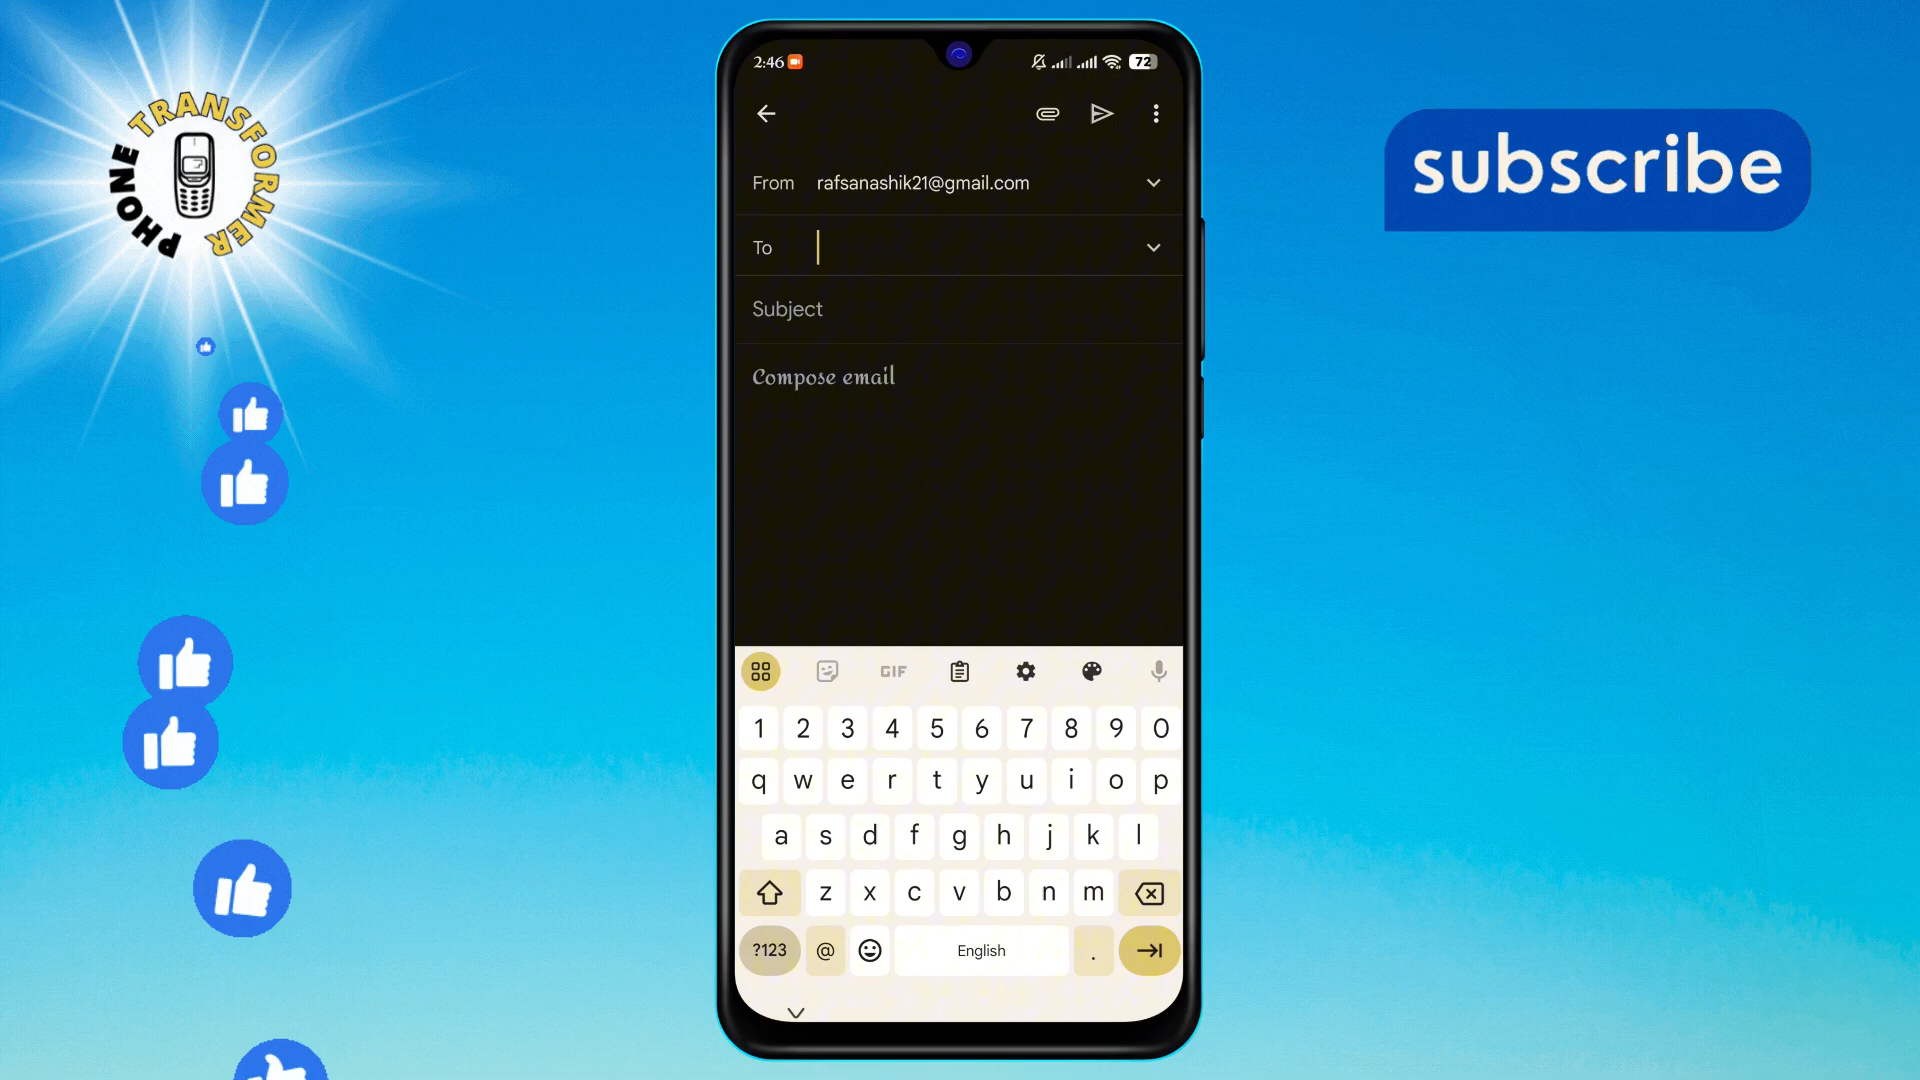 PHONE TRANSFORMER
subscribe
2:46
72
From rafsanashik21@gmail.com
To
Subject
Compose email
GIF
1 2 3 4 5 6 7 8 9 0
q w e r t y u i o p
a s d f g h j k l
z x c v b n m
?123 @ English .